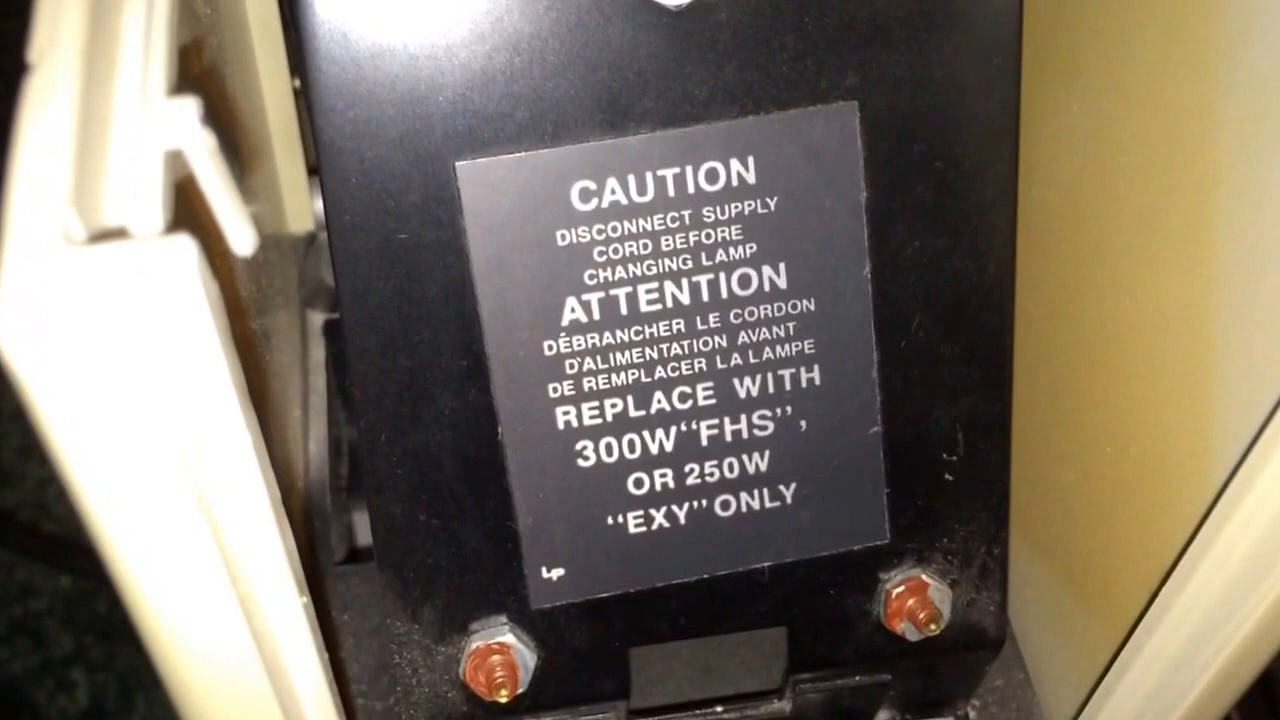 CAUTION
DISCONNECT SUPPLY
CORD BEFORE
CHANGING LAMP
ATTENTION
DÉBRANCHER LE CORDON
D'ALIMENTATION AVANT
DE REMPLACER LA LAMPE
REPLACE WITH
300W“FHS”,
OR 250W
“EXY”ONLY
LP